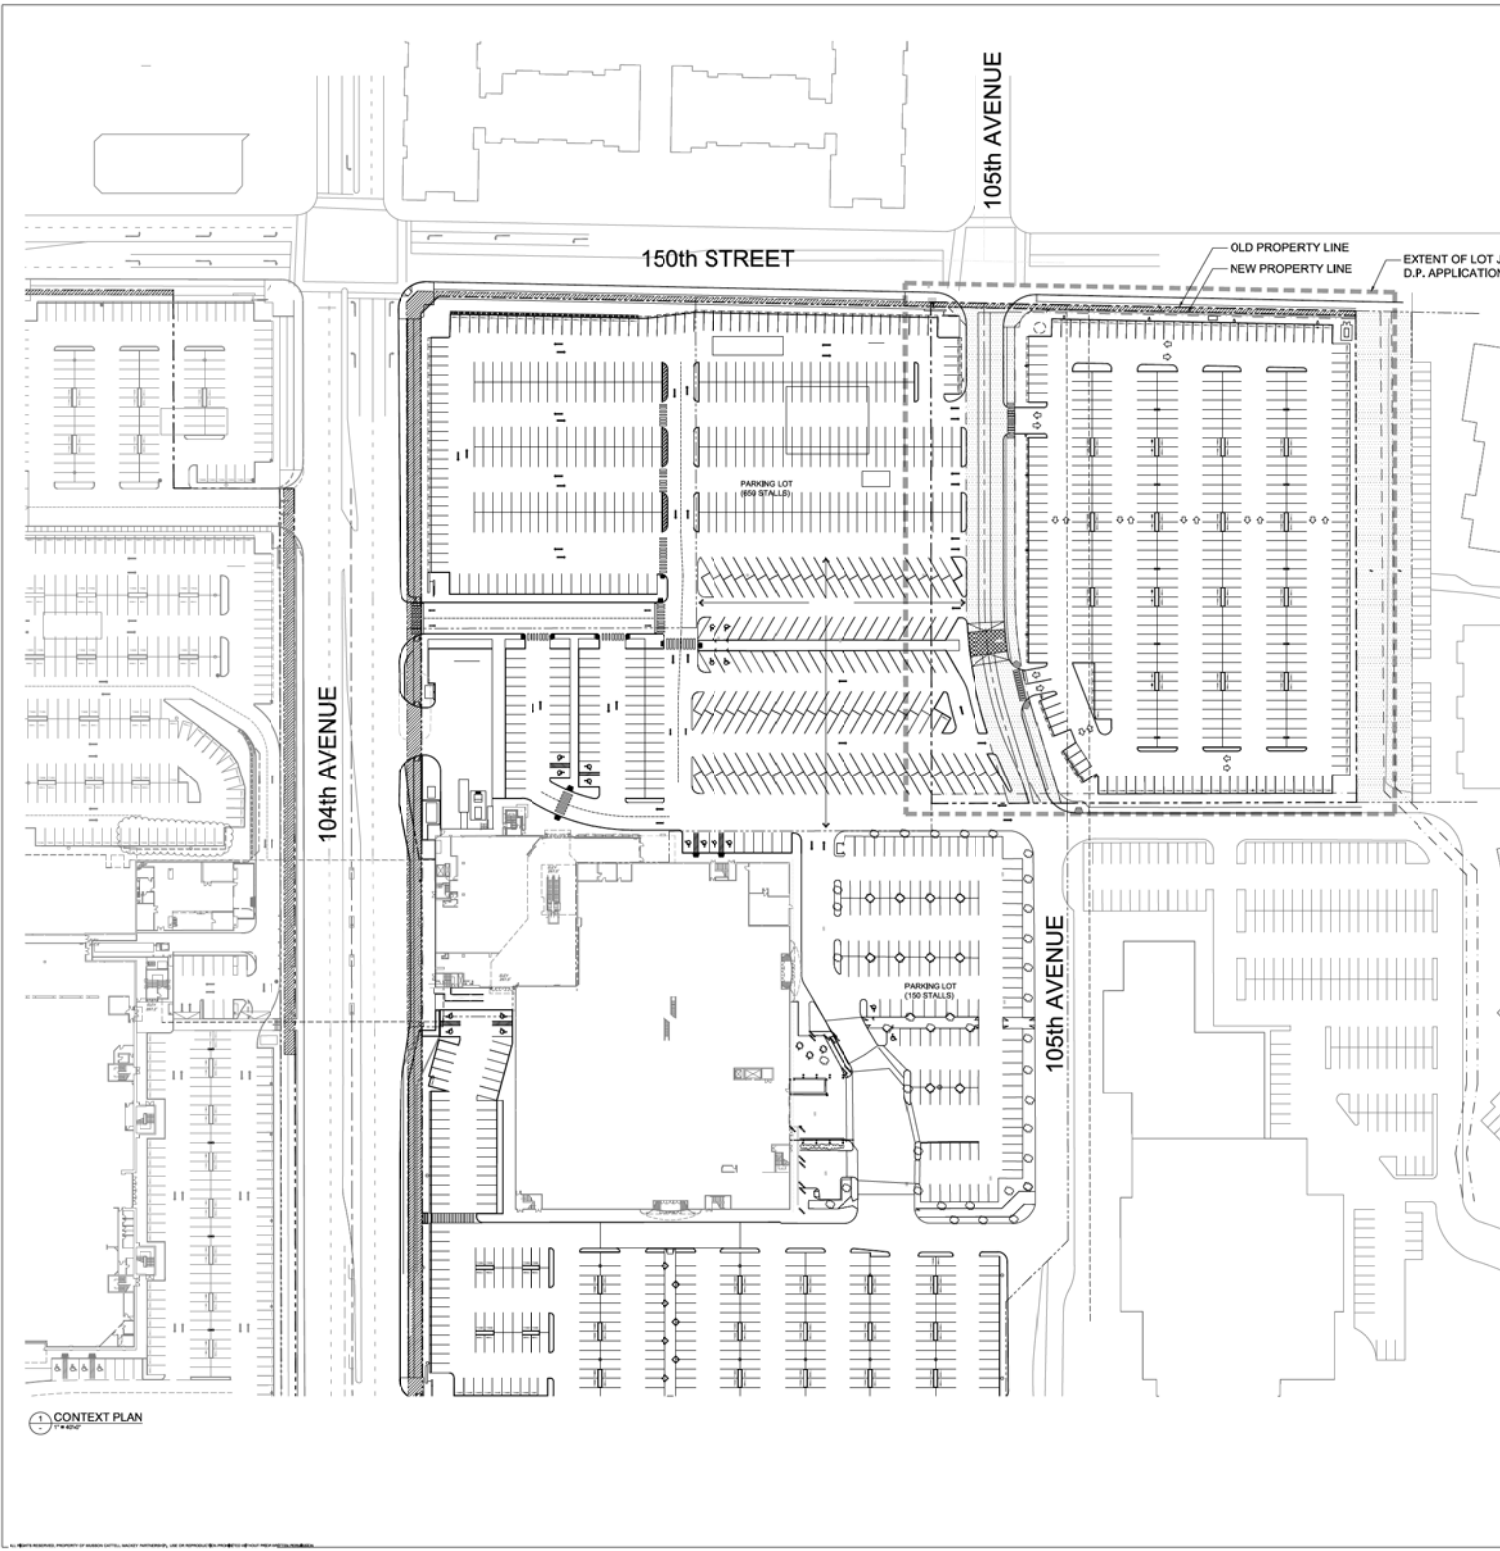 105th AVENUE
150th STREET
OLD PROPERTY LINE
NEW PROPERTY LINE
EXTENT OF LOT J
D.P. APPLICATION
PARKING LOT
(650 STALLS)
104th AVENUE
PARKING LOT
(150 STALLS)
105th AVENUE
1
CONTEXT PLAN